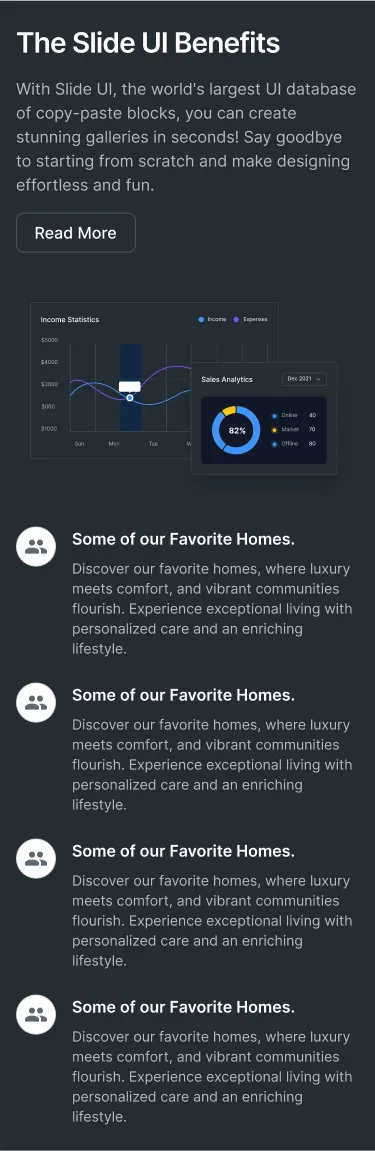 The Slide UI Benefits
With Slide UI, the world's largest UI database
of copy-paste blocks, you can create
stunning galleries in seconds! Say goodbye
to starting from scratch and make designing
effortless and fun.
Read More
Income Statistics
Income
Expenses
$5000
$4000
$3000
$000
$1000
Sun
Mon
Tue
Sales Analytics
Dec 2021
82%
Online 40
Market 70
Offline 80
Some of our Favorite Homes.
Discover our favorite homes, where luxury
meets comfort, and vibrant communities
flourish. Experience exceptional living with
personalized care and an enriching
lifestyle.
Some of our Favorite Homes.
Discover our favorite homes, where luxury
meets comfort, and vibrant communities
flourish. Experience exceptional living with
personalized care and an enriching
lifestyle.
Some of our Favorite Homes.
Discover our favorite homes, where luxury
meets comfort, and vibrant communities
flourish. Experience exceptional living with
personalized care and an enriching
lifestyle.
Some of our Favorite Homes.
Discover our favorite homes, where luxury
meets comfort, and vibrant communities
flourish. Experience exceptional living with
personalized care and an enriching
lifestyle.